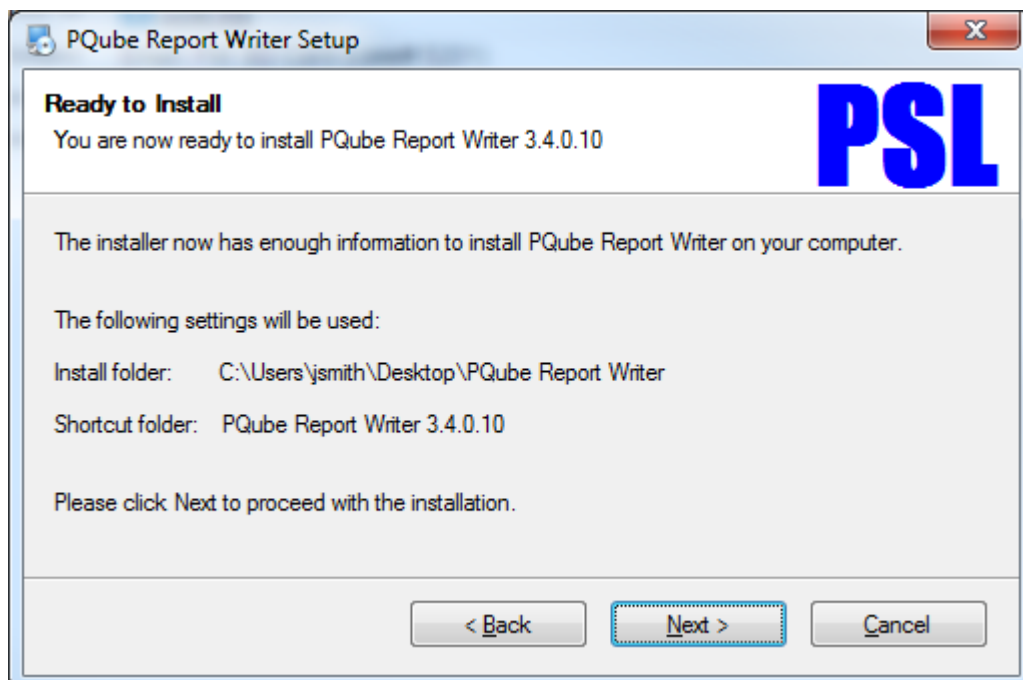 PQube Report Writer Setup
Ready to Install
You are now ready to install PQube Report Writer 3.4.0.10
PSL
The installer now has enough information to install PQube Report Writer on your computer.
The following settings will be used:
Install folder: C:\Users\jsmith\Desktop\PQube Report Writer
Shortcut folder: PQube Report Writer 3.4.0.10
Please click Next to proceed with the installation.
< Back Next > Cancel